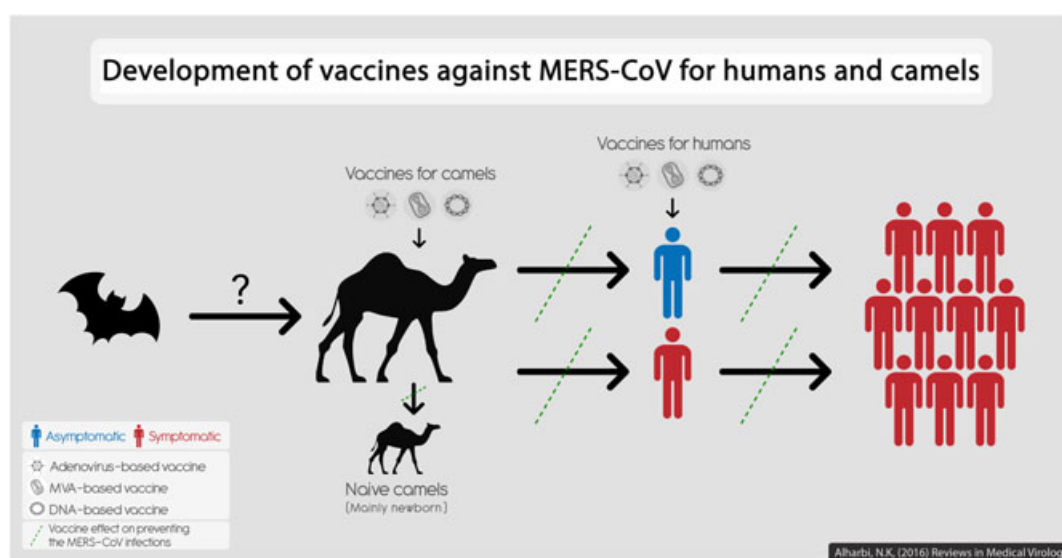 Development of vaccines against MERS-CoV for humans and camels
Vaccines for humans
Vaccines for camels
?
Naive camels
(Mainly newborn)
Asymptomatic Symptomatic
Adenovirus-based vaccine
MVA-based vaccine
DNA-based vaccine
Vaccine effect on preventing
the MERS-CoV infections
Alharbi, N.K, (2016) Reviews in Medical Virology